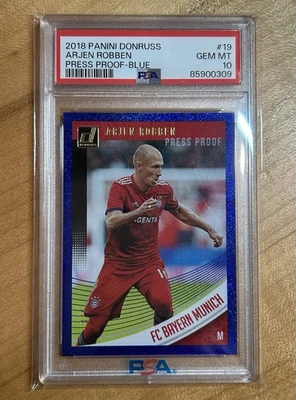 2018 PANINI DONRUSS #19
ARJEN ROBBEN GEM MT
PRESS PROOF-BLUE 10
PSA 85900309
ARJEN ROBBEN
PRESS PROOF
FC BAYERN MUNICH
M
PSA